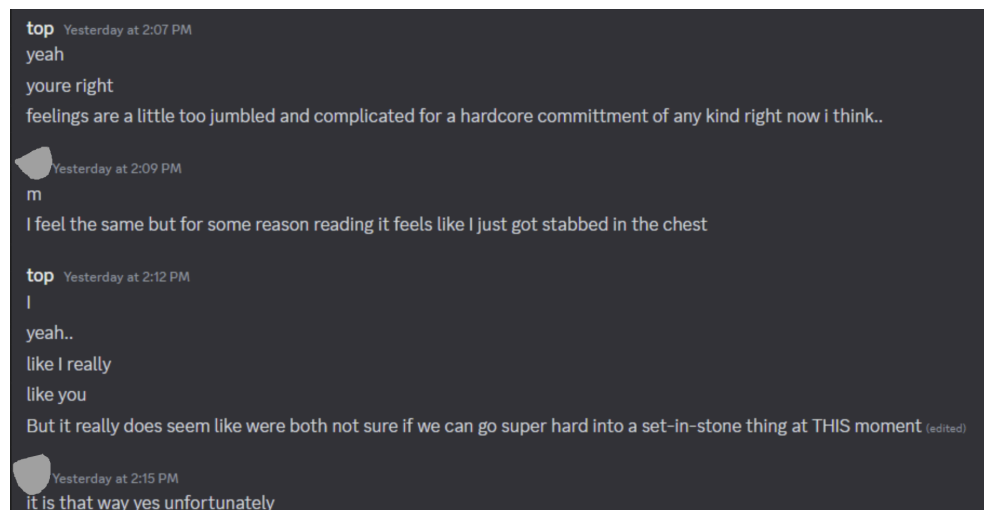 top Yesterday at 2:07 PM
yeah
youre right
feelings are a little too jumbled and complicated for a hardcore committment of any kind right now i think..
Yesterday at 2:09 PM
m
I feel the same but for some reason reading it feels like I just got stabbed in the chest
top Yesterday at 2:12 PM
I
yeah..
like I really
like you
But it really does seem like were both not sure if we can go super hard into a set-in-stone thing at THIS moment (edited)
Yesterday at 2:15 PM
it is that way yes unfortunately